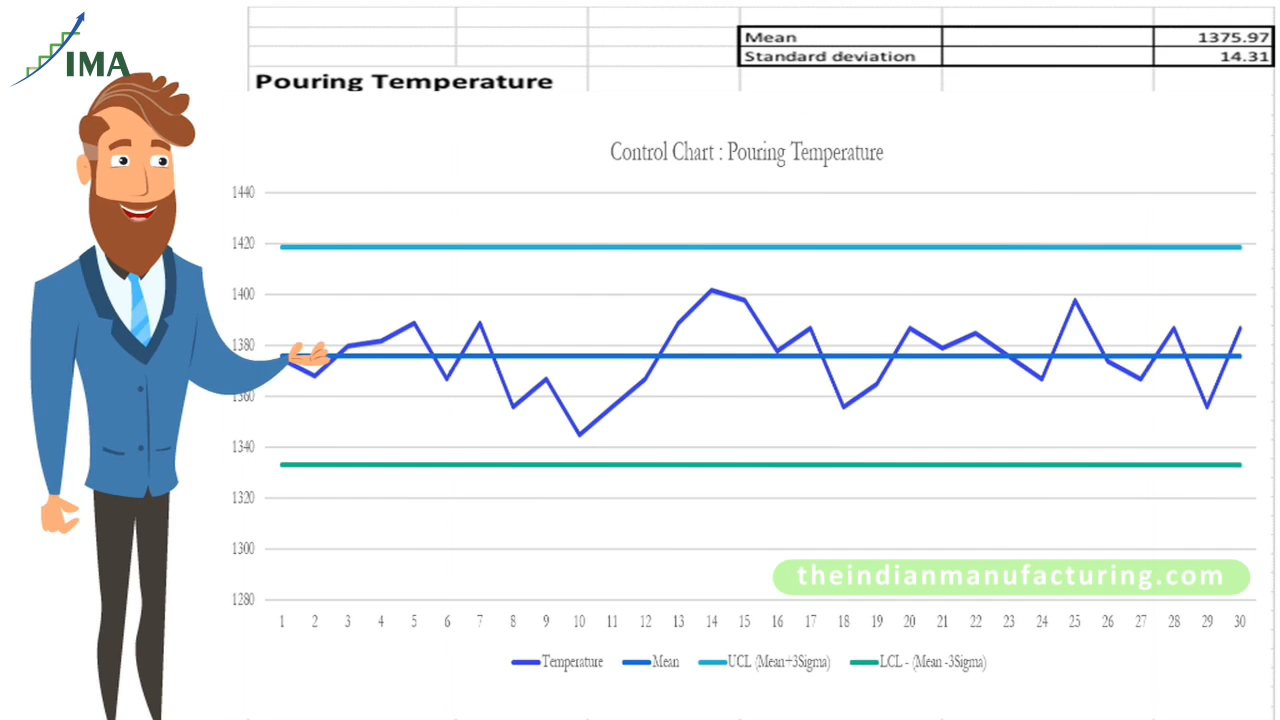 IMA
Mean 1375.97
Standard deviation 14.31
Pouring Temperature
Control Chart : Pouring Temperature
1440
1420
1400
1380
1360
1340
1320
1300
1280
1 2 3 4 5 6 7 8 9 10 11 12 13 14 15 16 17 18 19 20 21 22 23 24 25 26 27 28 29 30
theindianmanufacturing.com
Temperature Mean UCL (Mean+3Sigma) LCL - (Mean -3Sigma)